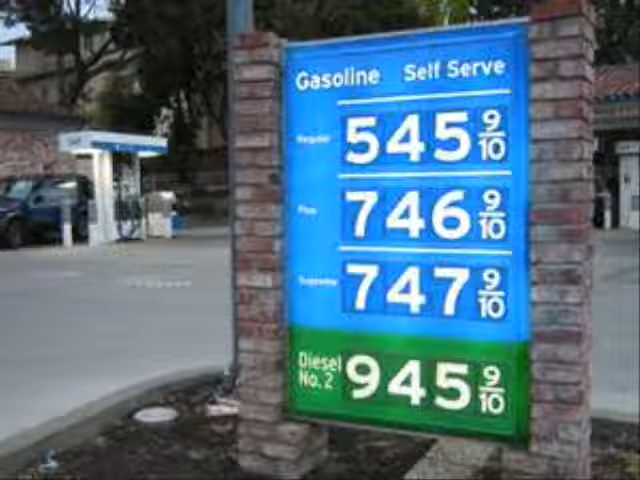 Gasoline Self Serve
Regular 545 9/10
Plus 746 9/10
Supreme 747 9/10
Diesel
No. 2 945 9/10